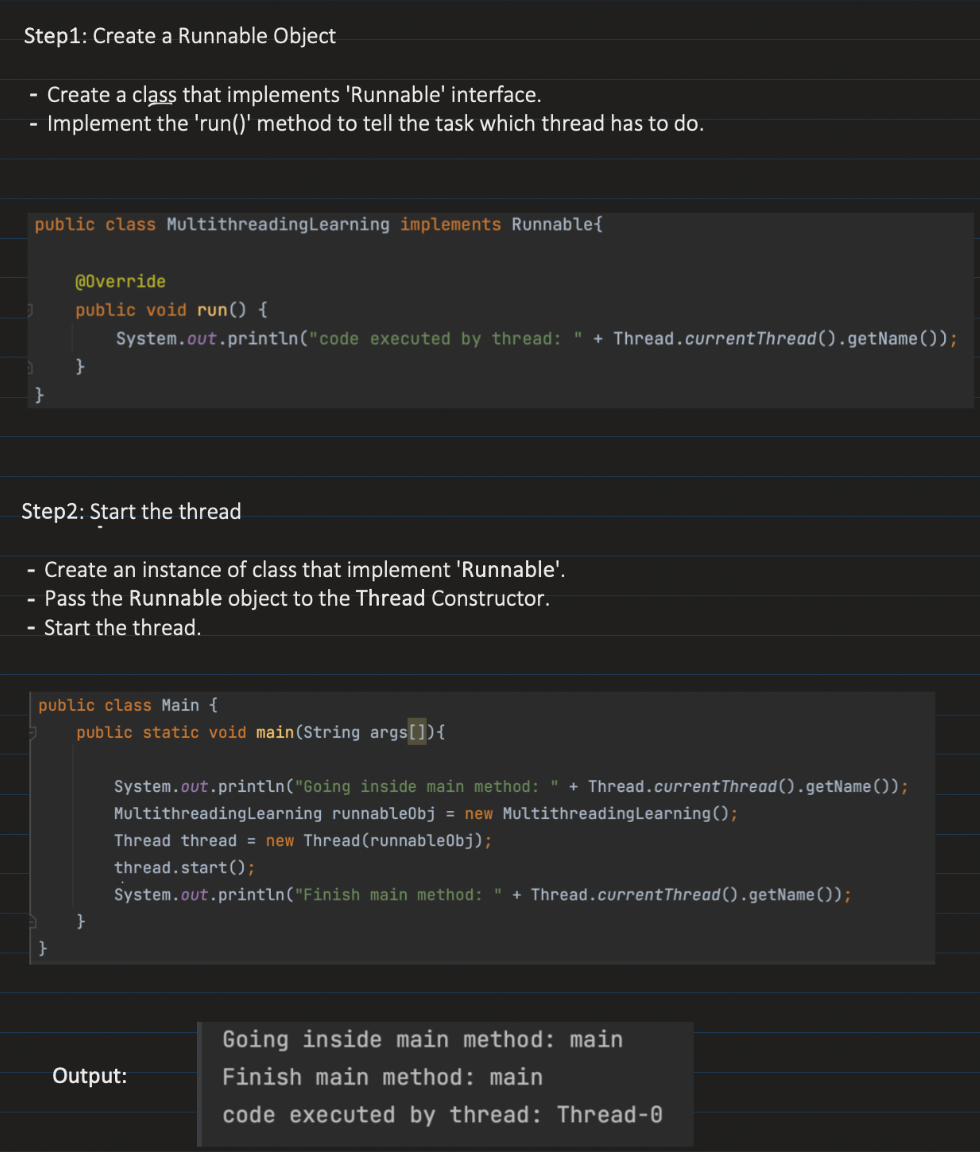 Step1: Create a Runnable Object
- Create a class that implements 'Runnable' interface.
- Implement the 'run()' method to tell the task which thread has to do.
public class MultithreadingLearning implements Runnable{
@Override
public void run() {
System.out.println("code executed by thread: " + Thread.currentThread().getName());
}
}
Step2: Start the thread
- Create an instance of class that implement 'Runnable'.
- Pass the Runnable object to the Thread Constructor.
- Start the thread.
public class Main {
public static void main(String args[]){
System.out.println("Going inside main method: " + Thread.currentThread().getName());
MultithreadingLearning runnableObj = new MultithreadingLearning();
Thread thread = new Thread(runnableObj);
thread.start();
System.out.println("Finish main method: " + Thread.currentThread().getName());
}
}
Output:
Going inside main method: main
Finish main method: main
code executed by thread: Thread-0